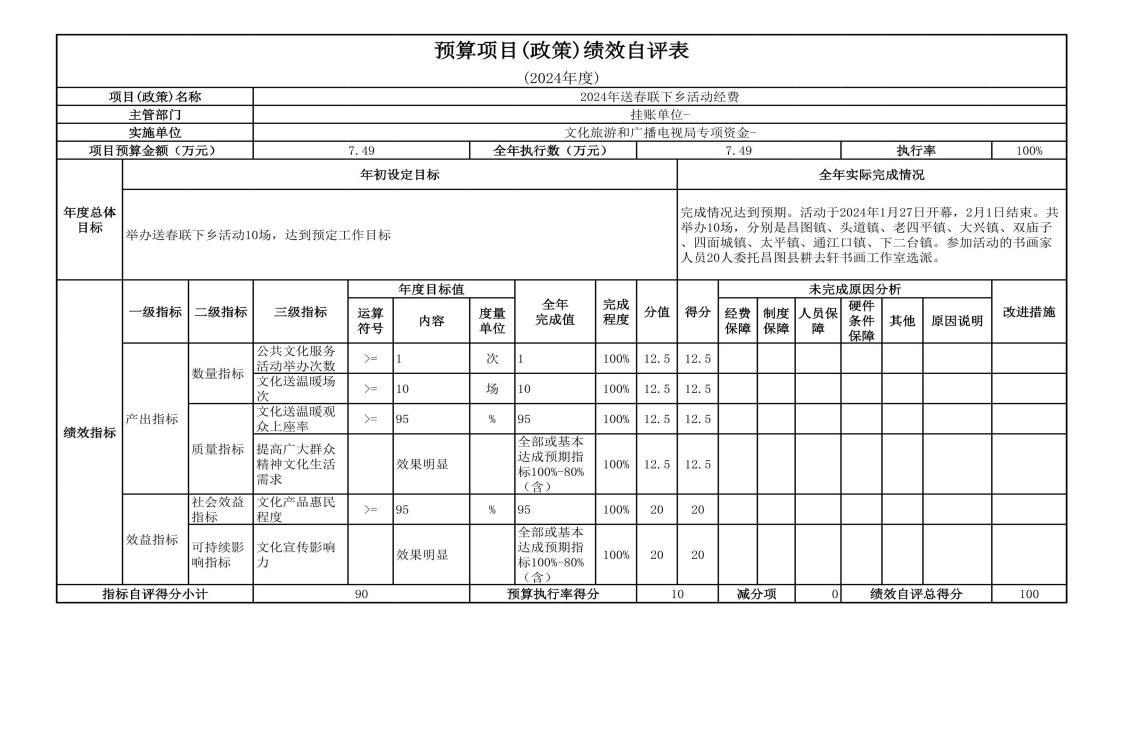 预算项目(政策)绩效自评表
(2024年度)
项目(政策)名称 2024年送春联下乡活动经费
主管部门 挂账单位-
实施单位 文化旅游和广播电视局专项资金-
项目预算金额（万元） 7.49 全年执行数（万元） 7.49 执行率 100%
年度总体
目标
年初设定目标 全年实际完成情况
举办送春联下乡活动10场，达到预定工作目标
完成情况达到预期。活动于2024年1月27日开幕，2月1日结束。共
举办10场，分别是昌图镇、头道镇、老四平镇、大兴镇、双庙子
、四面城镇、太平镇、通江口镇、下二台镇。参加活动的书画家
人员20人委托昌图县耕去轩书画工作室选派。
绩效指标
一级指标 二级指标 三级指标 年度目标值 全年
完成值 完成
程度 分值 得分 未完成原因分析 改进措施
运算
符号 内容 度量
单位 经费
保障 制度
保障 人员保
障 硬件
条件
保障 其他 原因说明
产出指标
数量指标
公共文化服务
活动举办次数 >= 1 次 1 100% 12.5 12.5
文化送温暖场
次 >= 10 场 10 100% 12.5 12.5
质量指标
文化送温暖观
众上座率 >= 95 % 95 100% 12.5 12.5
提高广大群众
精神文化生活
需求 效果明显 全部或基本
达成预期指
标100%-80%
（含） 100% 12.5 12.5
效益指标
社会效益
指标 文化产品惠民
程度 >= 95 % 95 100% 20 20
可持续影
响指标 文化宣传影响
力 效果明显 全部或基本
达成预期指
标100%-80%
（含） 100% 20 20
指标自评得分小计 90 预算执行率得分 10 减分项 0 绩效自评总得分 100